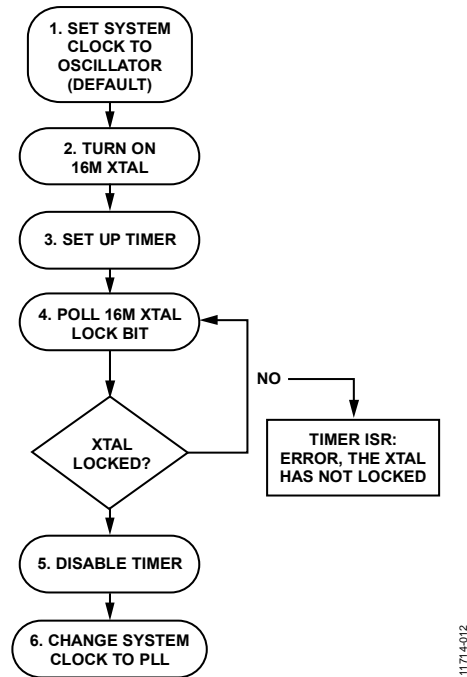 1. SET SYSTEM
CLOCK TO
OSCILLATOR
(DEFAULT)
2. TURN ON
16M XTAL
3. SET UP TIMER
4. POLL 16M XTAL
LOCK BIT
NO
XTAL
LOCKED?
TIMER ISR:
ERROR, THE XTAL
HAS NOT LOCKED
5. DISABLE TIMER
6. CHANGE SYSTEM
CLOCK TO PLL
11714-012